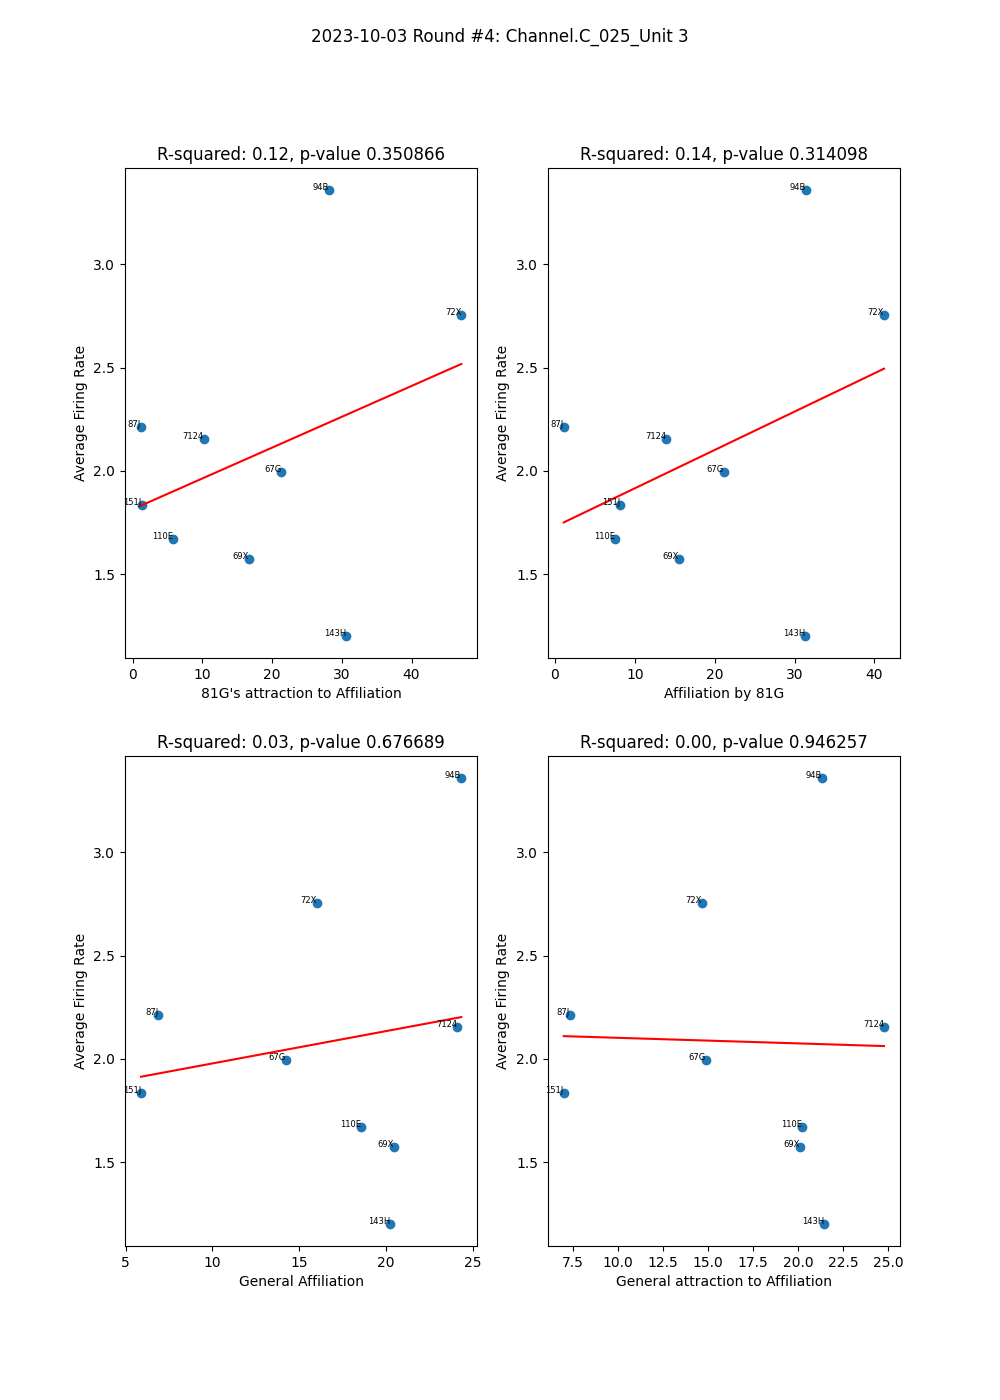 2023-10-03 Round #4: Channel.C_025_Unit 3
R-squared: 0.12, p-value 0.350866
R-squared: 0.14, p-value 0.314098
94B
72X
87J
7124
67G
151J
110E
69X
143H
3.0
2.5
2.0
1.5
Average Firing Rate
0 10 20 30 40
81G's attraction to Affiliation
94B
72X
87J
7124
67G
151J
110E
69X
143H
3.0
2.5
2.0
1.5
Average Firing Rate
0 10 20 30 40
Affiliation by 81G
R-squared: 0.03, p-value 0.676689
R-squared: 0.00, p-value 0.946257
94B
72X
87J
7124
67G
151J
110E
69X
143H
3.0
2.5
2.0
1.5
Average Firing Rate
5 10 15 20 25
General Affiliation
94B
72X
87J
7124
67G
151J
110E
69X
143H
3.0
2.5
2.0
1.5
Average Firing Rate
7.5 10.0 12.5 15.0 17.5 20.0 22.5 25.0
General attraction to Affiliation